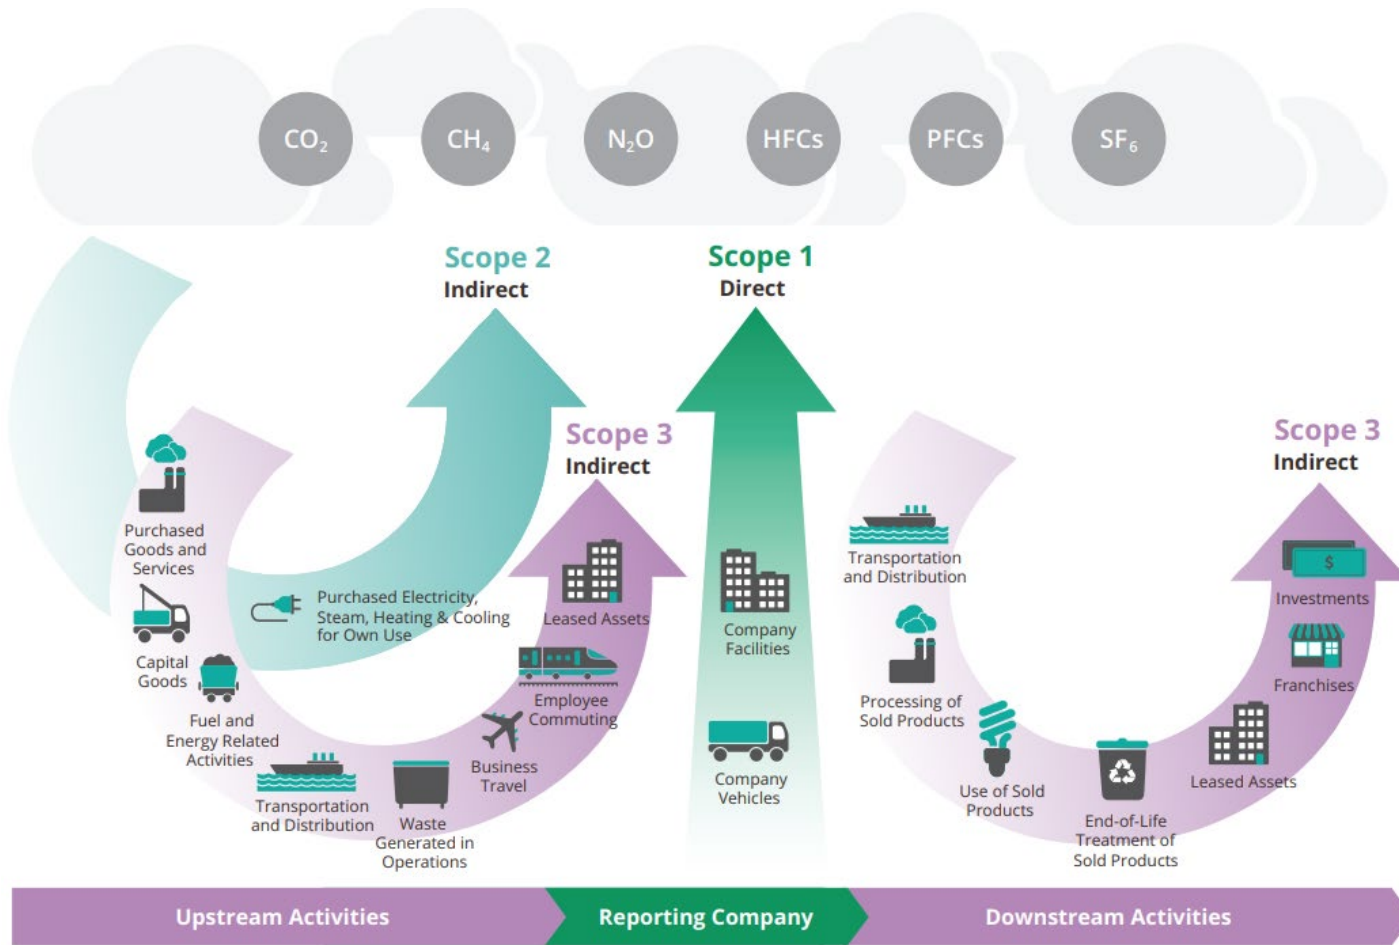 CO₂
CH₄
N₂O
HFCs
PFCs
SF₆
Scope 2
Indirect
Scope 1
Direct
Scope 3
Indirect
Scope 3
Indirect
Purchased
Goods and
Services
Capital
Goods
Fuel and
Energy Related
Activities
Transportation
and Distribution
Waste
Generated in
Operations
Business
Travel
Employee
Commuting
Leased Assets
Purchased Electricity,
Steam, Heating & Cooling
for Own Use
Company
Facilities
Company
Vehicles
Transportation
and Distribution
Processing of
Sold Products
Use of Sold
Products
End-of-Life
Treatment of
Sold Products
Leased Assets
Franchises
$
Investments
Upstream Activities
Reporting Company
Downstream Activities